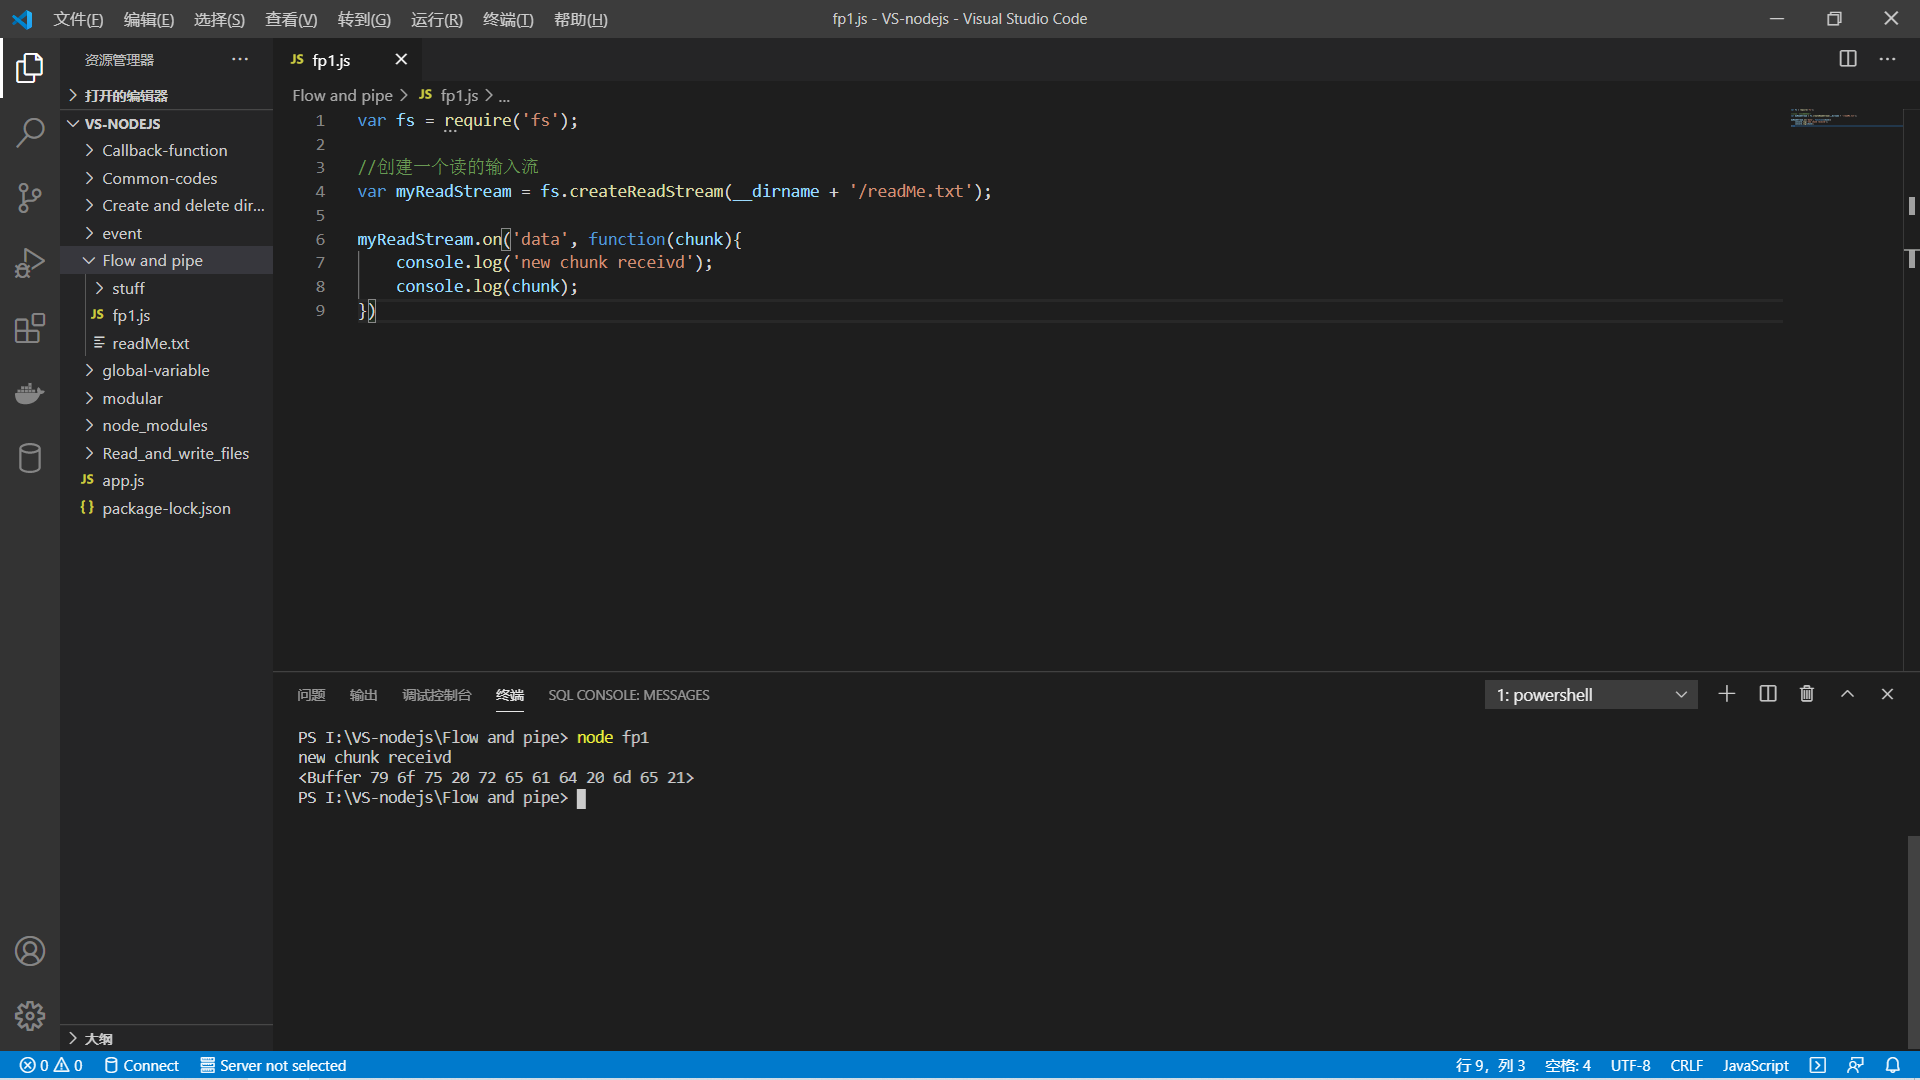 文件(F) 编辑(E) 选择(S) 查看(V) 转到(G) 运行(R) 终端(T) 帮助(H) fp1.js - VS-nodejs - Visual Studio Code
资源管理器
打开的编辑器
VS-NODEJS
Callback-function
Common-codes
Create and delete dir...
event
Flow and pipe
stuff
JS fp1.js
readMe.txt
global-variable
modular
node_modules
Read_and_write_files
JS app.js
{} package-lock.json
大纲
JS fp1.js
Flow and pipe > JS fp1.js > ...
1 var fs = require('fs');
2
3 //创建一个读的输入流
4 var myReadStream = fs.createReadStream(__dirname + '/readMe.txt');
5
6 myReadStream.on('data', function(chunk){
7 console.log('new chunk receivd');
8 console.log(chunk);
9 })
问题 输出 调试控制台 终端 SQL CONSOLE: MESSAGES 1: powershell
PS I:\VS-nodejs\Flow and pipe> node fp1
new chunk receivd
<Buffer 79 6f 75 20 72 65 61 64 20 6d 65 21>
PS I:\VS-nodejs\Flow and pipe>
0 0 Connect Server not selected 行 9，列 3 空格: 4 UTF-8 CRLF JavaScript